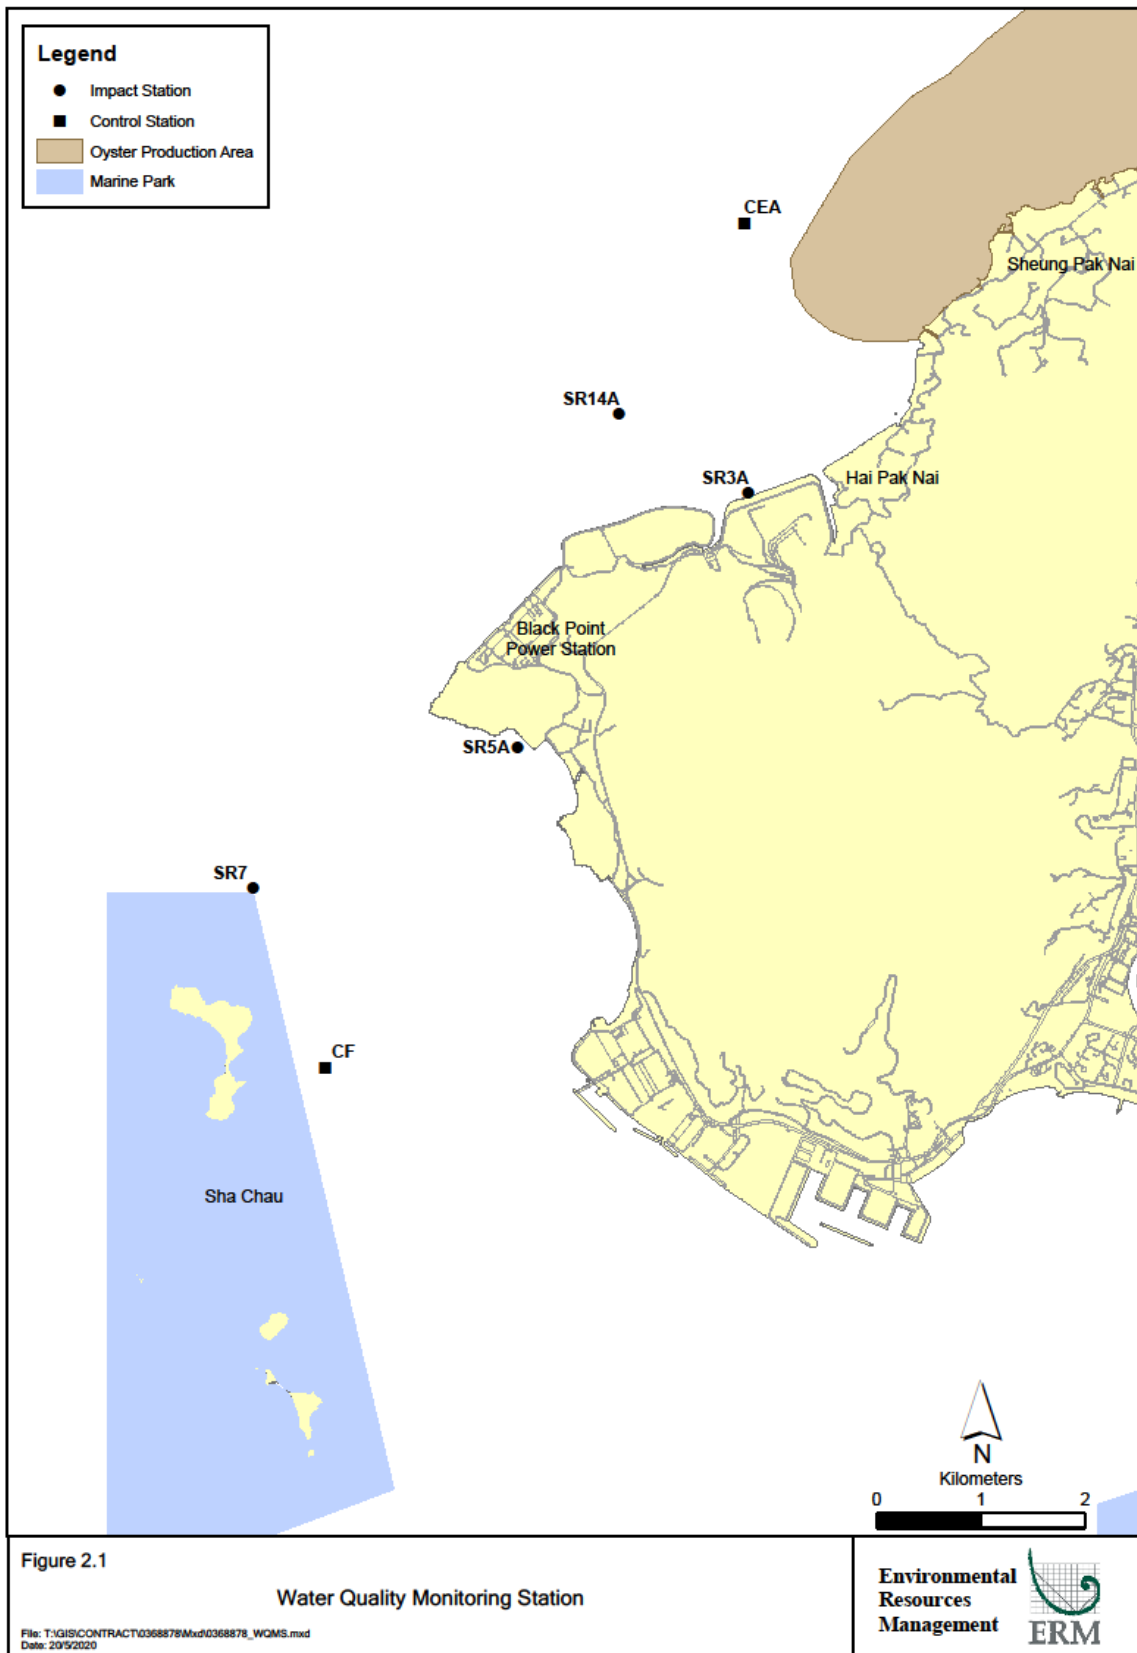 Legend
Impact Station
Control Station
Oyster Production Area
Marine Park
CEA
Sheung Pak Nai
SR14A
SR3A
Hai Pak Nai
Black Point
Power Station
SR5A
SR7
CF
Sha Chau
N
Kilometers
0 1 2
Figure 2.1
Water Quality Monitoring Station
File: T:\GIS\CONTRACT\0368878\Mxd\0368878_WQMS.mxd
Date: 20/5/2020
Environmental
Resources
Management
ERM